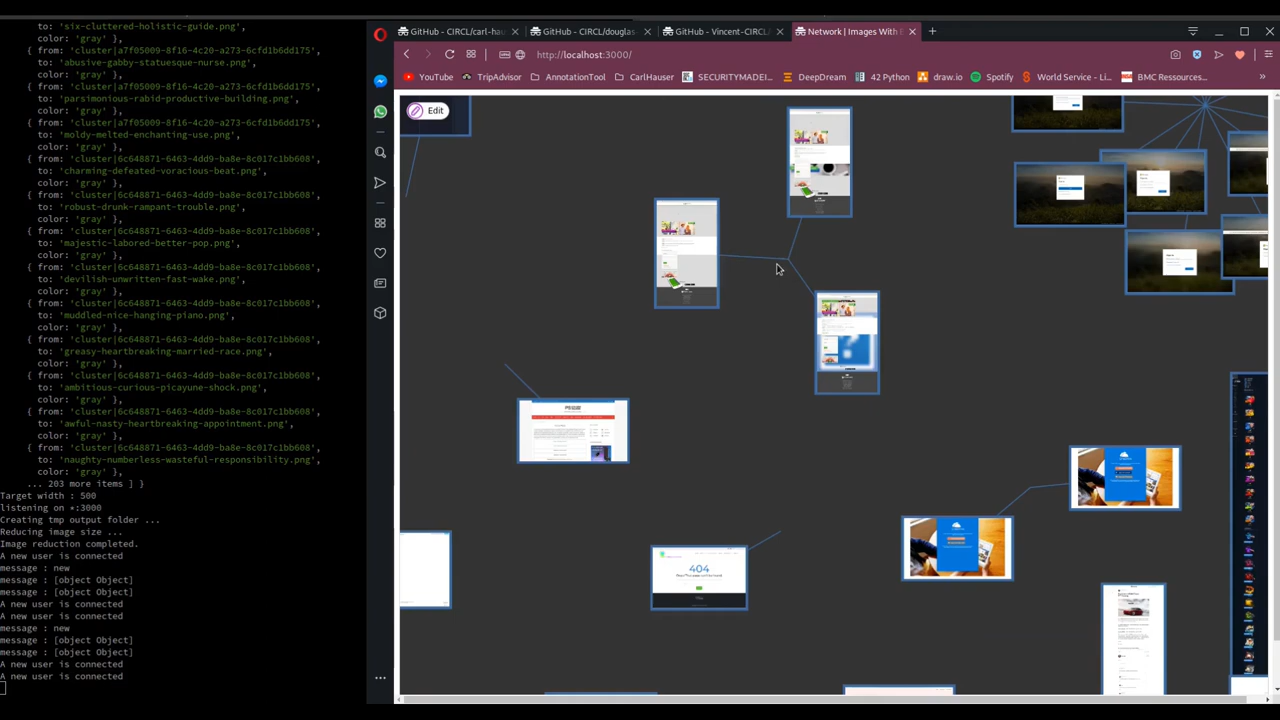 to: 'six-cluttered-holistic-guide.png',
color: 'gray' },
{ from: 'cluster|a7f05009-8f16-4c20-a273-6cfd1b6dd175',
to: 'abusive-gabby-statuesque-nurse.png',
color: 'gray' },
{ from: 'cluster|a7f05009-8f16-4c20-a273-6cfd1b6dd175',
to: 'parsimonious-rabid-productive-building.png',
color: 'gray' },
{ from: 'cluster|a7f05009-8f16-4c20-a273-6cfd1b6dd175',
to: 'moldy-melted-enchanting-use.png',
color: 'gray' },
{ from: 'cluster|6c648871-6463-4dd9-ba8e-8c017c1bb608',
to: 'charming-defeated-voracious-beat.png',
color: 'gray' },
{ from: 'cluster|6c648871-6463-4dd9-ba8e-8c017c1bb608',
to: 'robust-drunk-rampant-trouble.png',
color: 'gray' },
{ from: 'cluster|6c648871-6463-4dd9-ba8e-8c017c1bb608',
to: 'majestic-labored-better-pop.png',
color: 'gray' },
{ from: 'cluster|6c648871-6463-4dd9-ba8e-8c017c1bb608',
to: 'devilish-unwritten-fast-wake.png',
color: 'gray' },
{ from: 'cluster|6c648871-6463-4dd9-ba8e-8c017c1bb608',
to: 'muddled-nice-hanging-piano.png',
color: 'gray' },
{ from: 'cluster|6c648871-6463-4dd9-ba8e-8c017c1bb608',
to: 'greasy-heartbreaking-married-race.png',
color: 'gray' },
{ from: 'cluster|6c648871-6463-4dd9-ba8e-8c017c1bb608',
to: 'ambitious-curious-picayune-shock.png',
color: 'gray' },
{ from: 'cluster|6c648871-6463-4dd9-ba8e-8c017c1bb608',
to: 'awful-nasty-heartbreaking-appointment.png',
color: 'gray' },
{ from: 'cluster|6c648871-6463-4dd9-ba8e-8c017c1bb608',
to: 'naughty-numberless-wasteful-responsibility.png',
color: 'gray' },
... 203 more items ] }
Target width : 500
listening on *:3000
Creating tmp output folder ...
Reducing image size ...
Image reduction completed.
A new user is connected
message : new
message : [object Object]
message : [object Object]
A new user is connected
A new user is connected
message : new
message : [object Object]
message : [object Object]
A new user is connected
A new user is connected
GitHub - CIRCL/carl-hau
GitHub - CIRCL/douglas-
GitHub - Vincent-CIRCL/
Network | Images With E
http://localhost:3000/
YouTube TripAdvisor AnnotationTool CarlHauser SECURITYMADEI... DeepDream 42 Python draw.io Spotify World Service - Li... BMC Ressources...
Edit
404